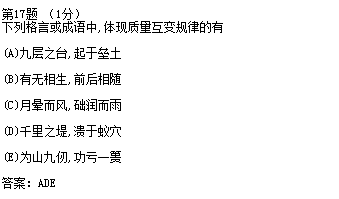 第17题 （1分）
下列格言或成语中，体现质量互变规律的有
(A)九层之台，起于垒土
(B)有无相生，前后相随
(C)月晕而风，础润而雨
(D)千里之堤，溃于蚁穴
(E)为山九仞，功亏一篑
答案：ADE